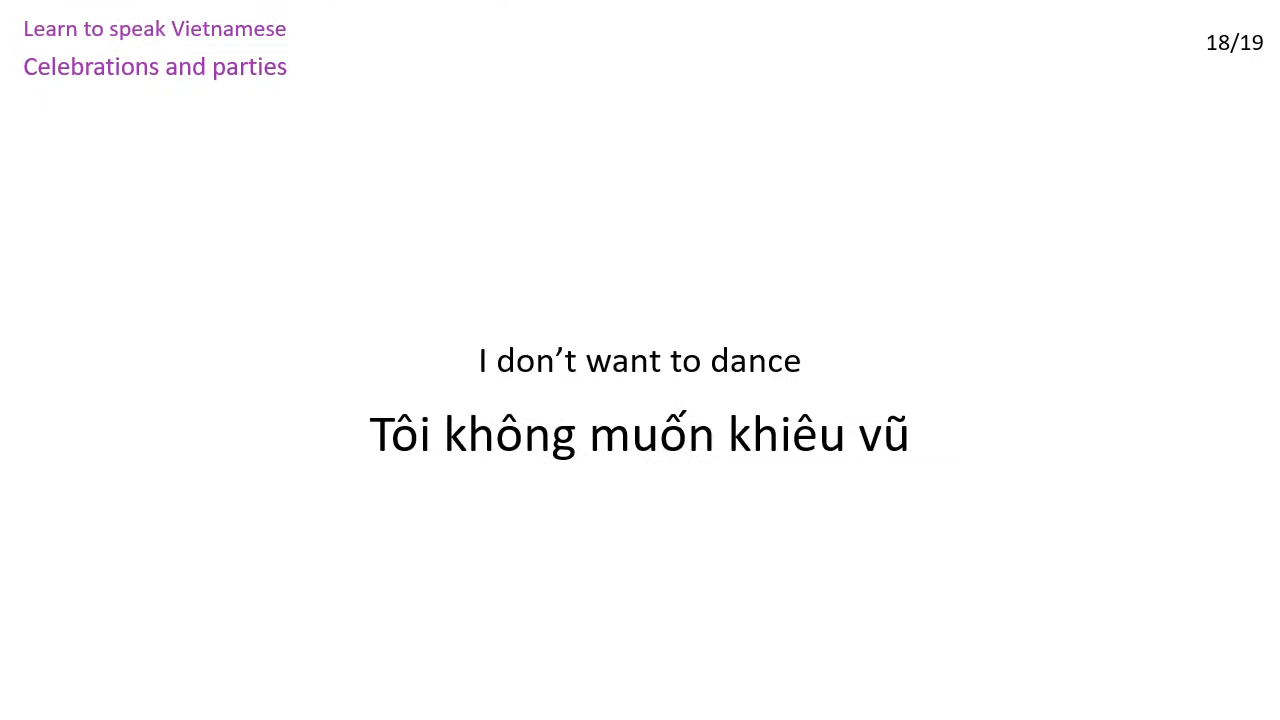 Learn to speak Vietnamese
Celebrations and parties
18/19
I don’t want to dance
Tôi không muốn khiêu vũ